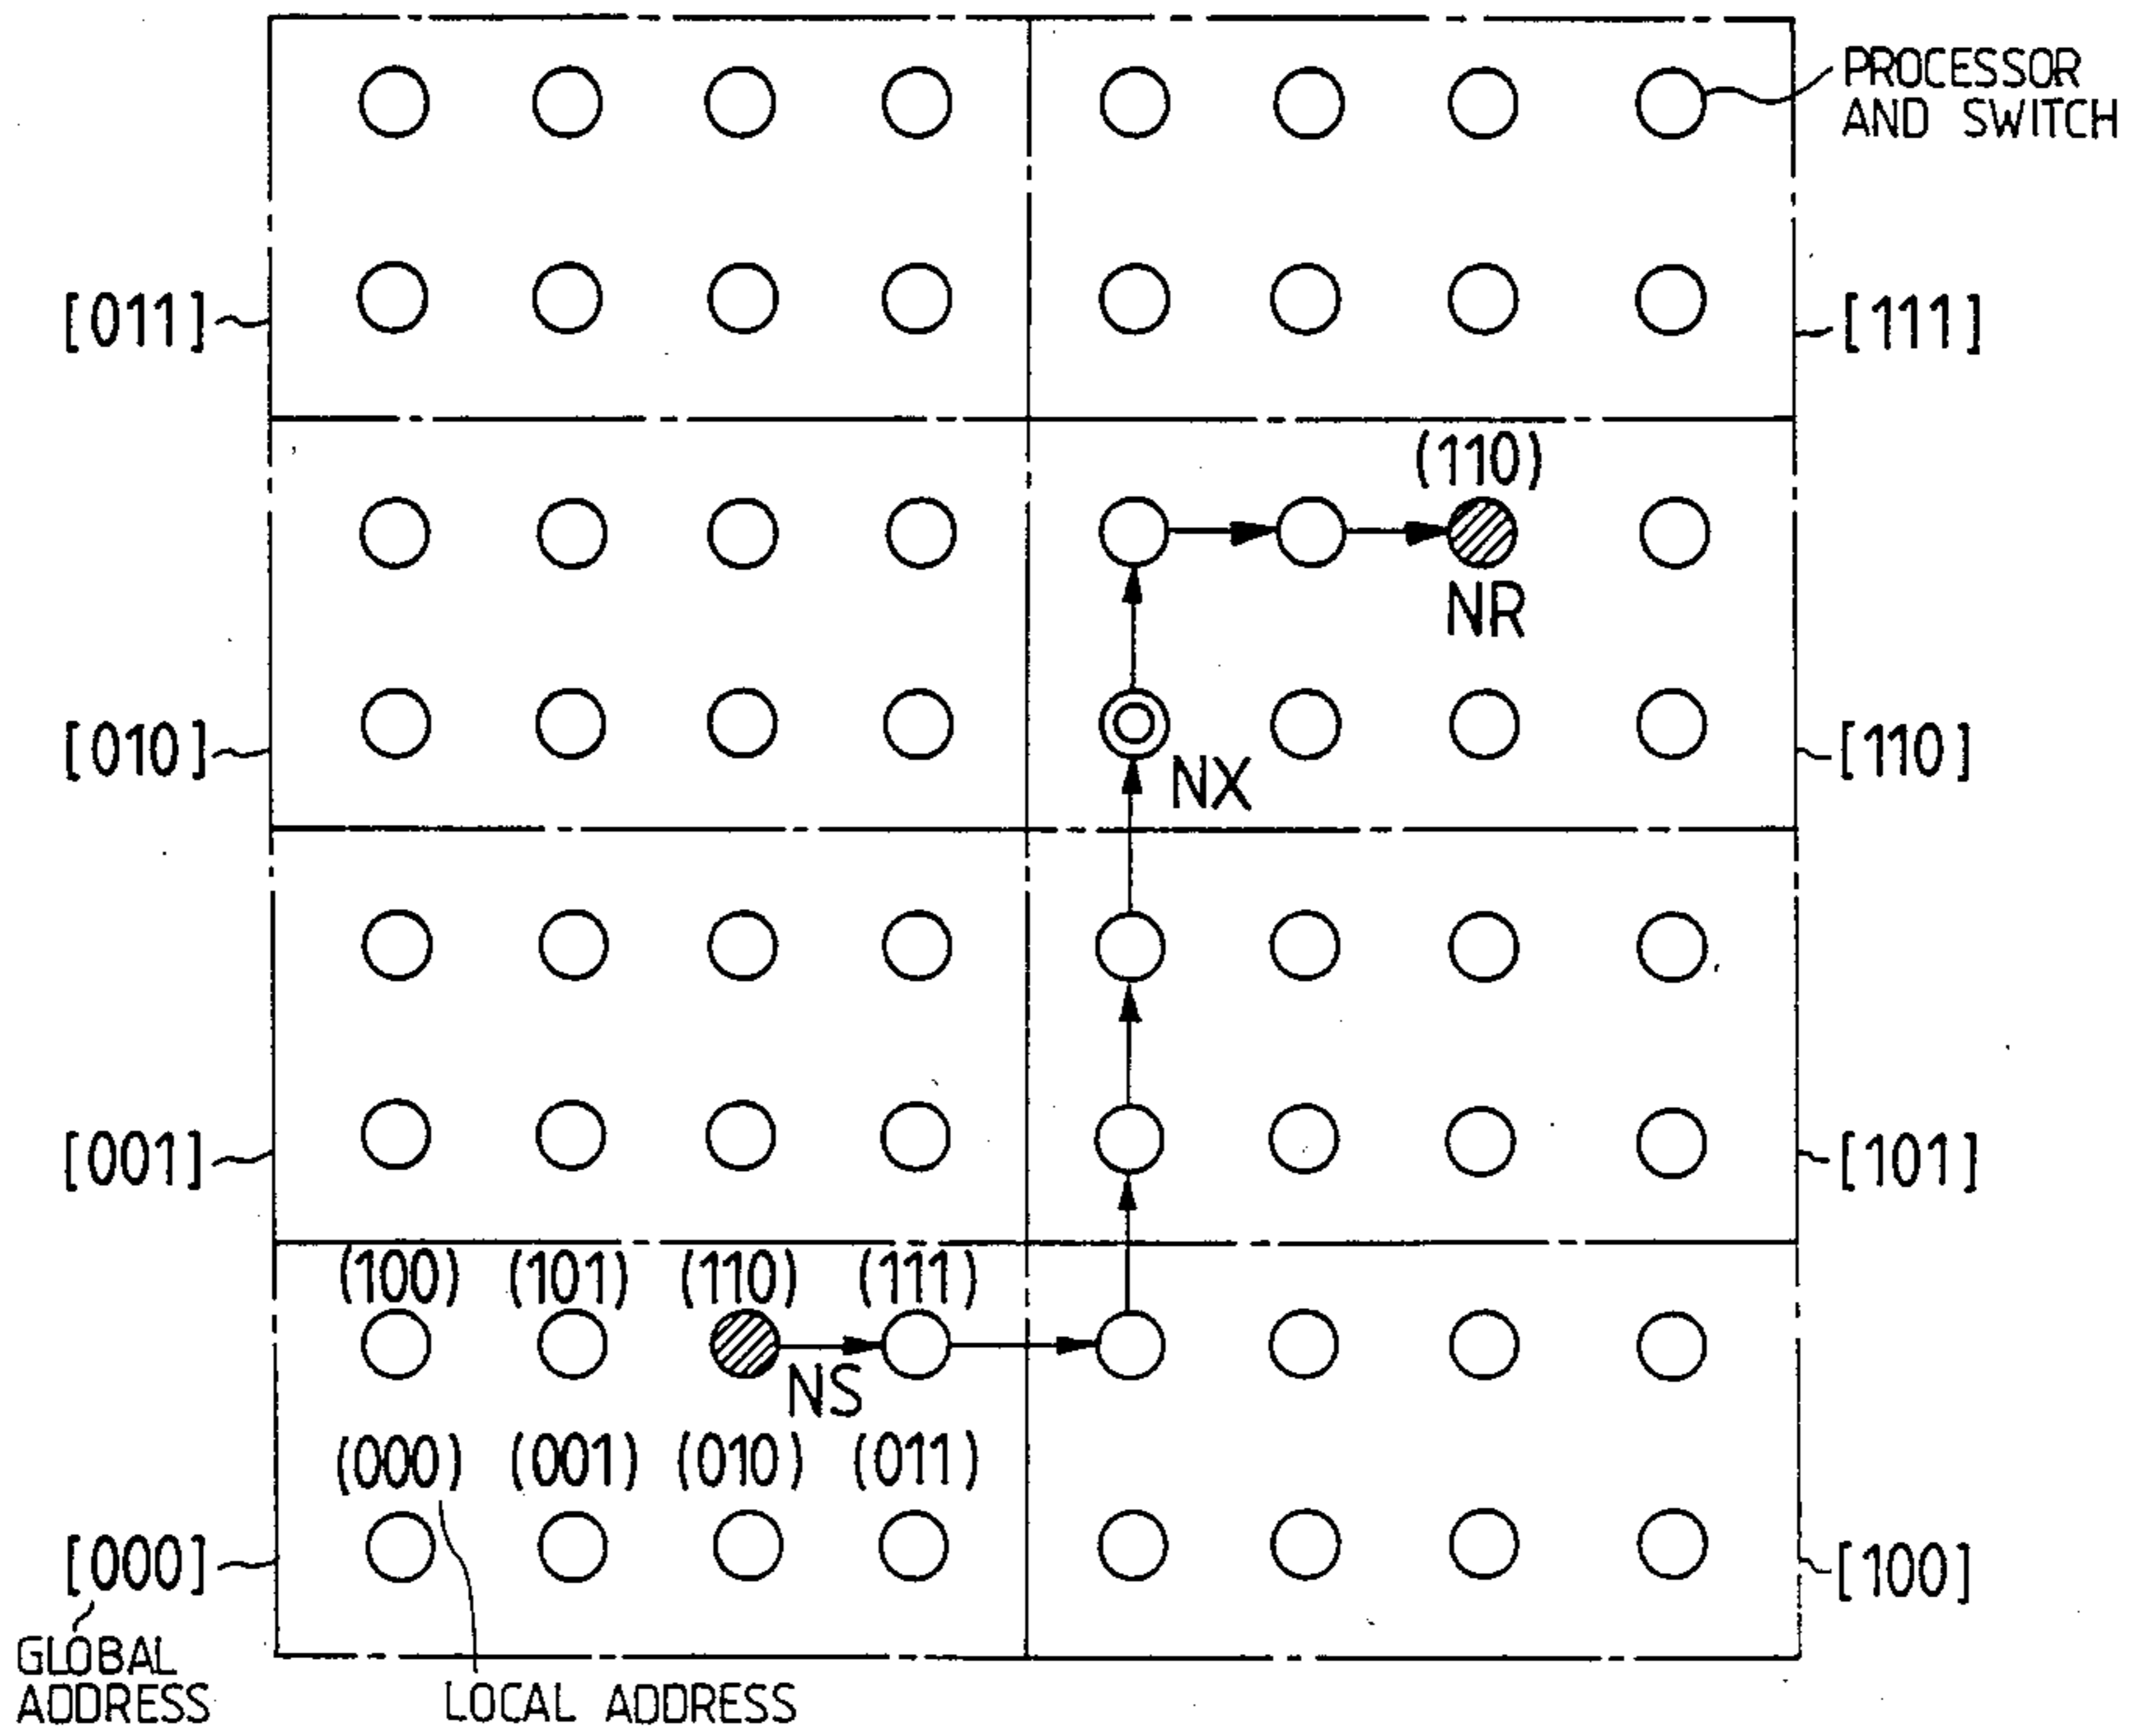 PROCESSOR
AND SWITCH
[011]
[111]
(110)
NR
[010]
NX
[110]
[001]
[101]
(100) (101) (110) (111)
NS
(000) (001) (010) (011)
[000]
[100]
GLOBAL
ADDRESS
LOCAL ADDRESS